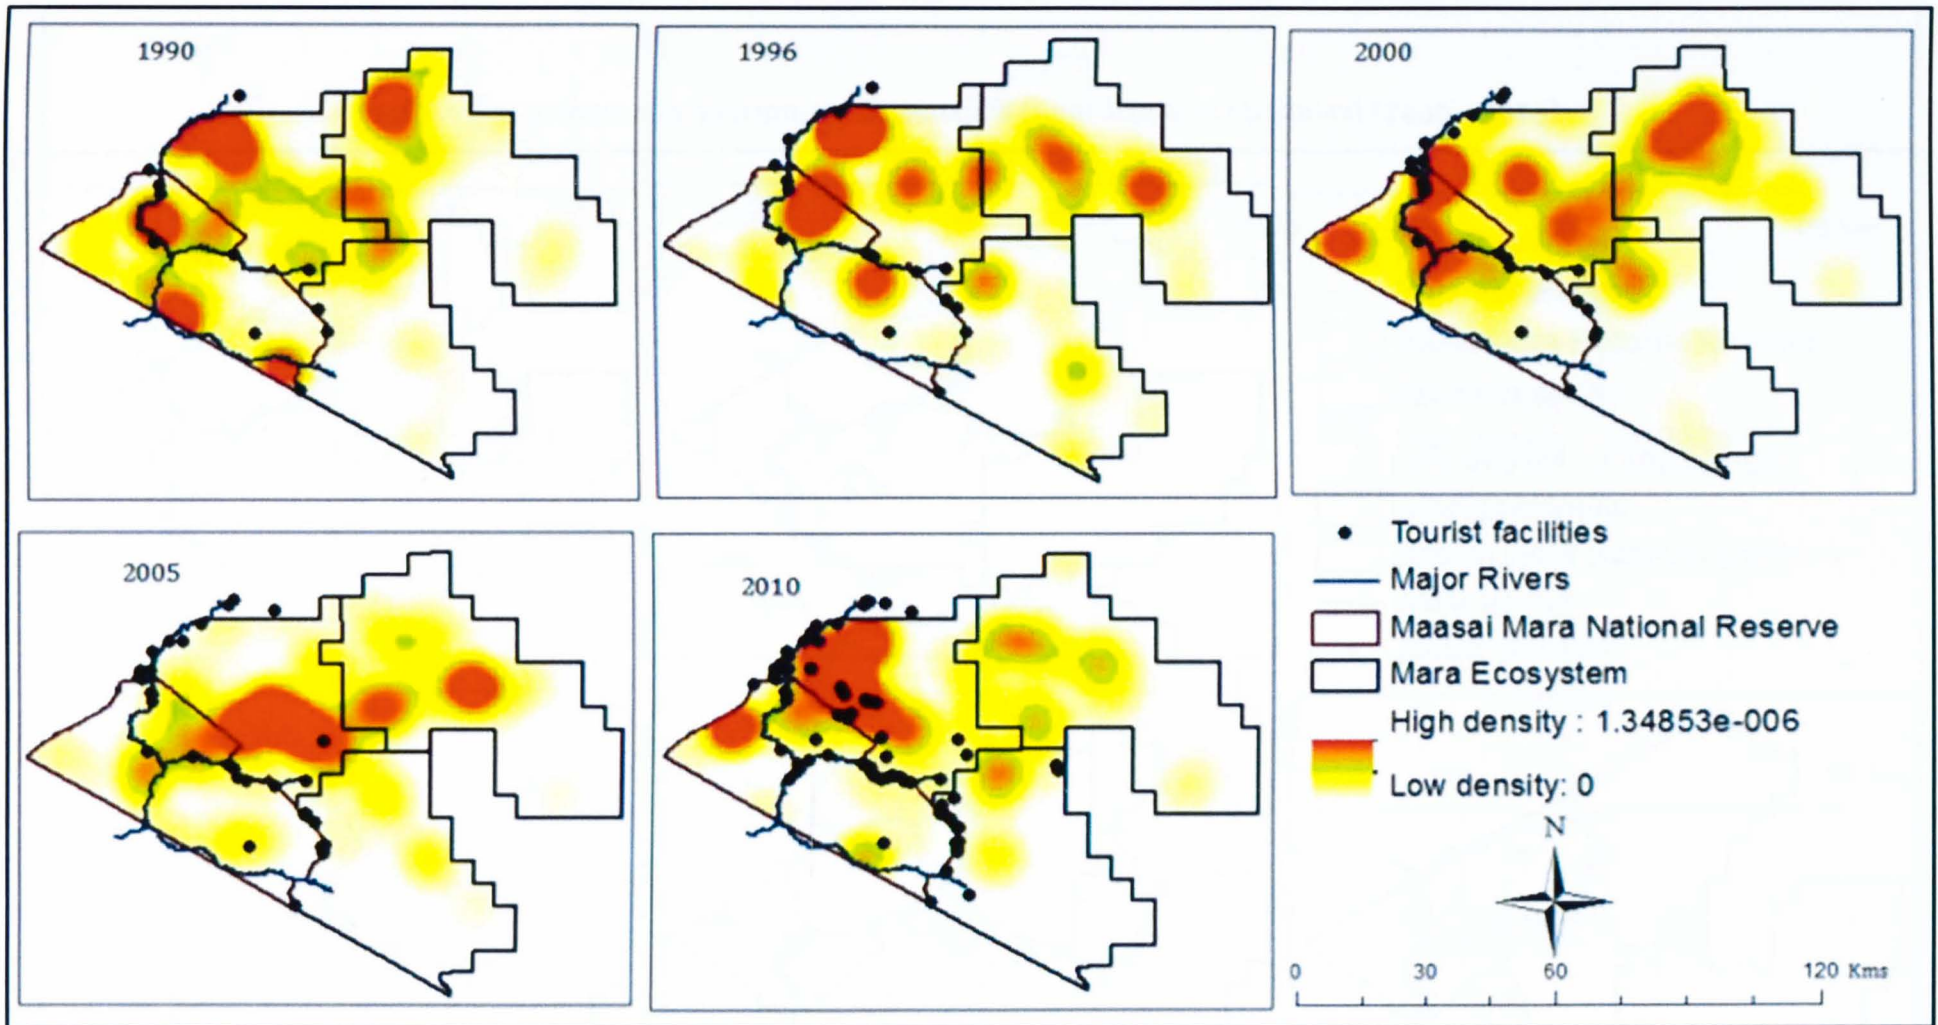 1990
1996
2000
2005
2010
Tourist facilities
Major Rivers
Maasai Mara National Reserve
Mara Ecosystem
High density : 1.34853e-006
Low density: 0
N
0 30 60 120 Kms